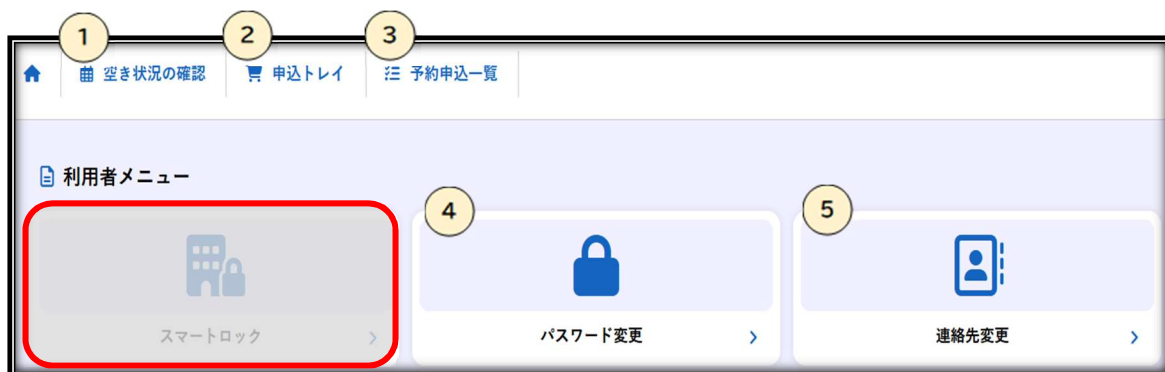 1
2
3
空き状況の確認
申込トレイ
予約申込一覧
利用者メニュー
4
5
スマートロック
パスワード変更
連絡先変更